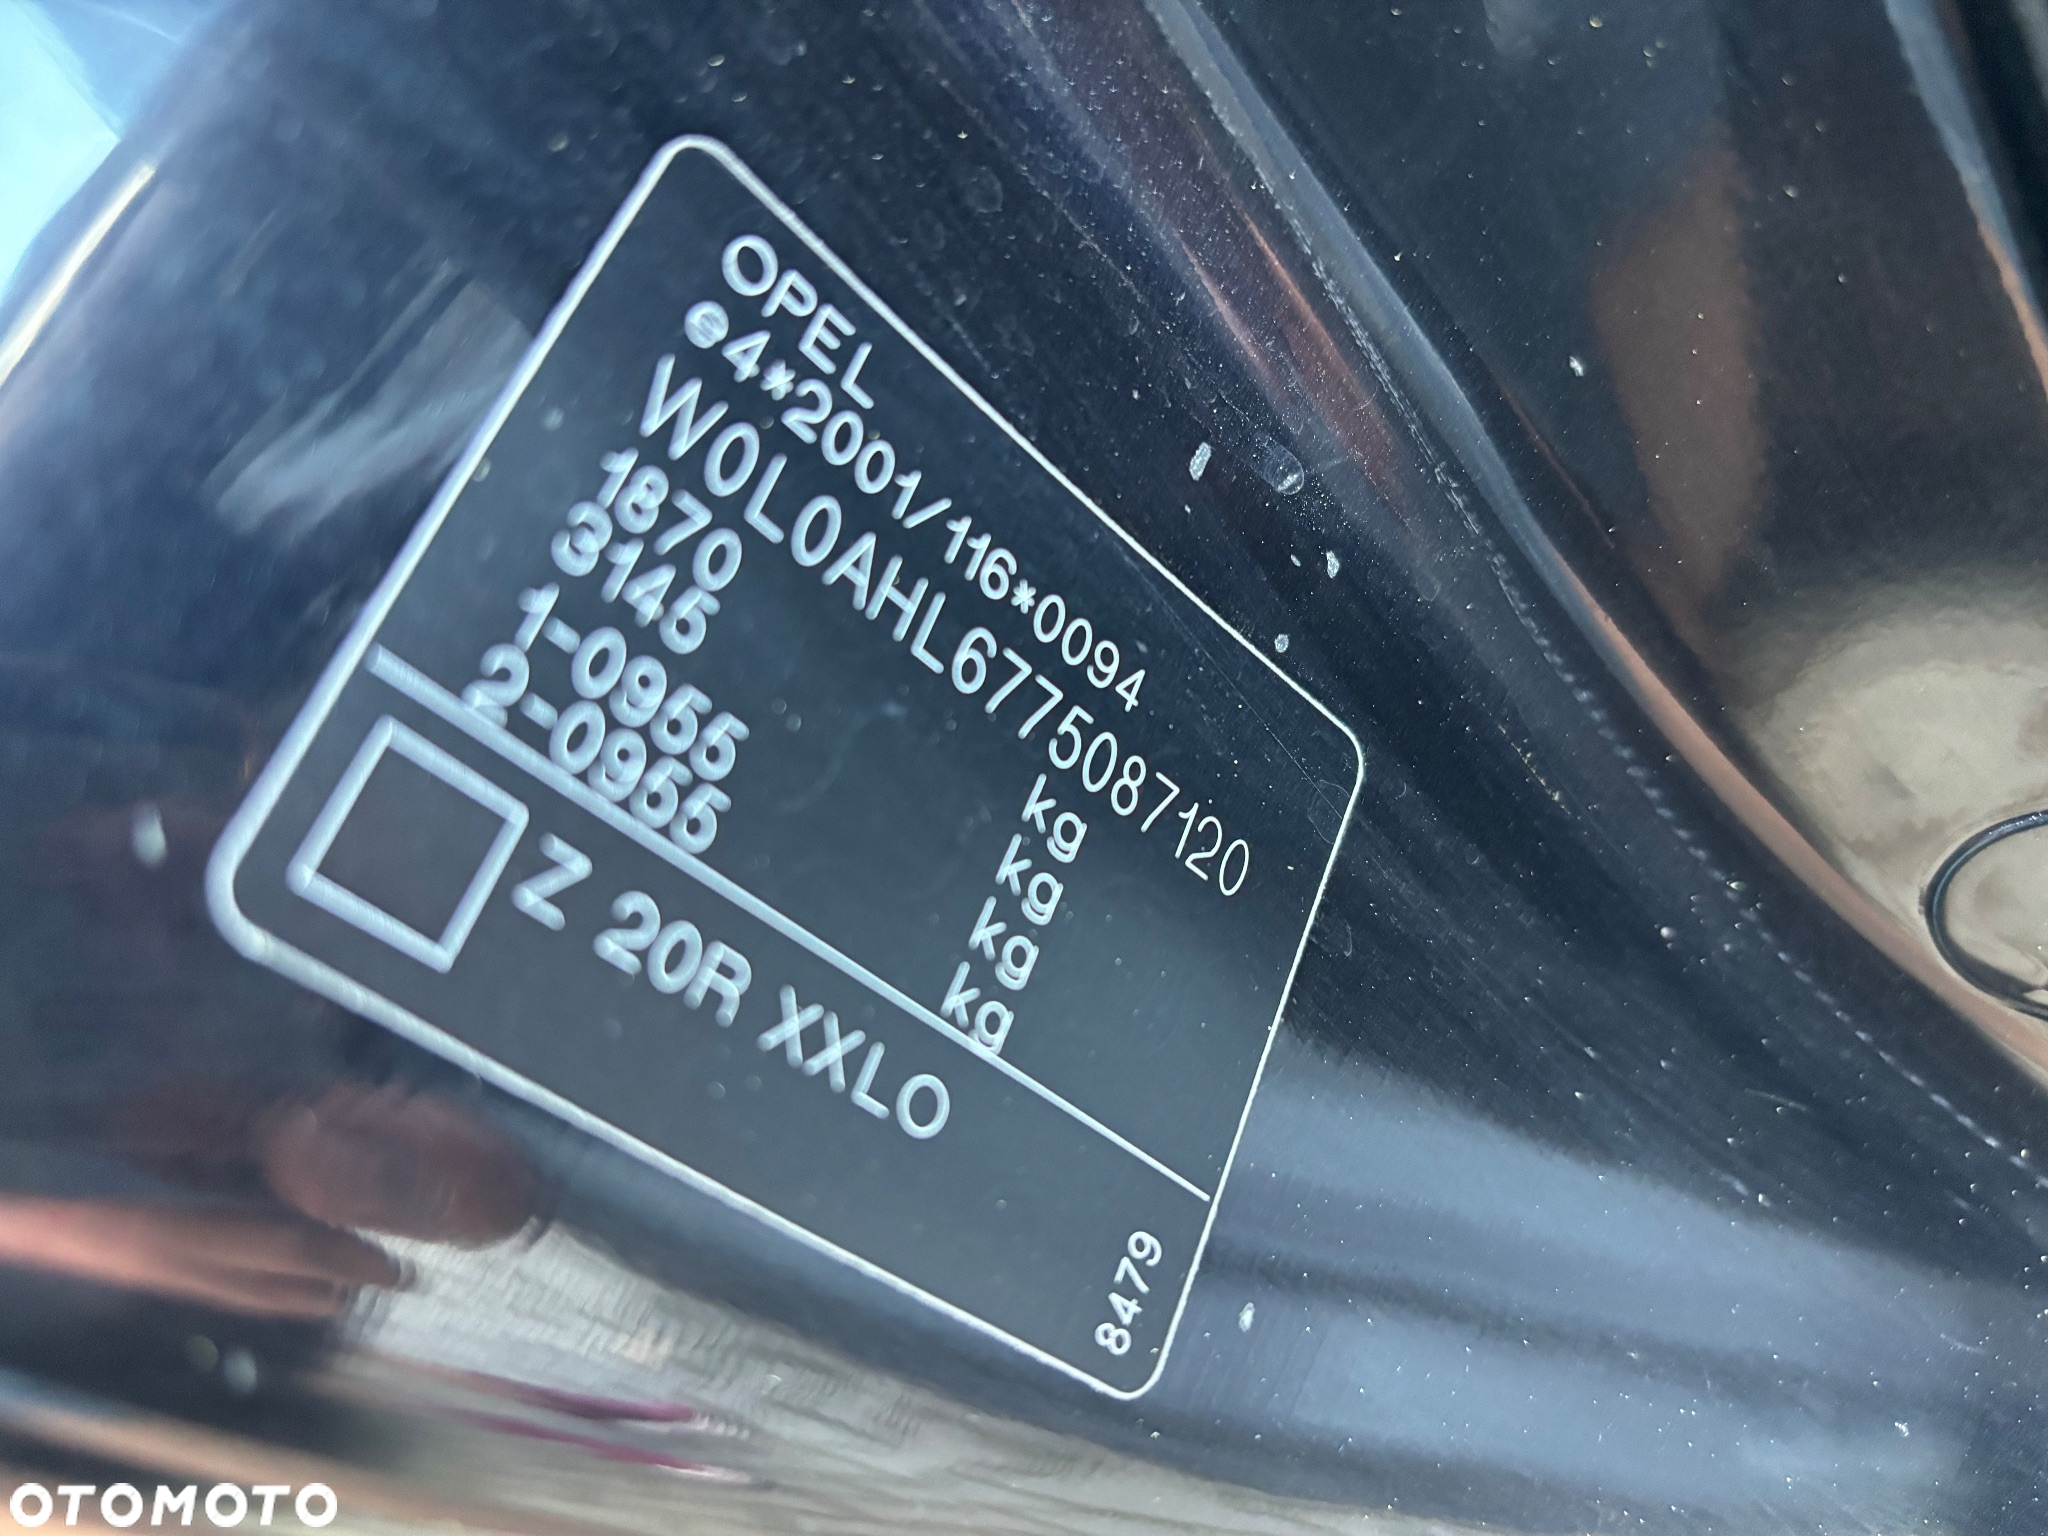 OPEL
e4*2001/116*0094
W0L0AHL6775087120
1870 kg
3145 kg
1-0955 kg
2-0955 kg
Z 20R XXLO
8479
OTOMOTO